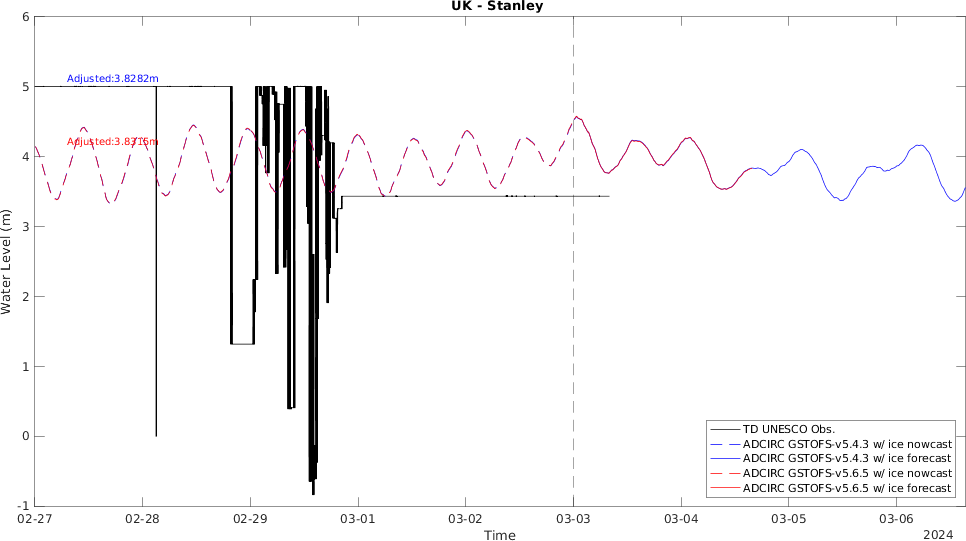 UK - Stanley
6
5
4
3
2
1
0
-1
Water Level (m)
Adjusted:3.8282m
Adjusted:3.8315m
TD UNESCO Obs.
ADCIRC GSTOFS-v5.4.3 w/ ice nowcast
ADCIRC GSTOFS-v5.4.3 w/ ice forecast
ADCIRC GSTOFS-v5.6.5 w/ ice nowcast
ADCIRC GSTOFS-v5.6.5 w/ ice forecast
02-27 02-28 02-29 03-01 03-02 03-03 03-04 03-05 03-06
Time
2024